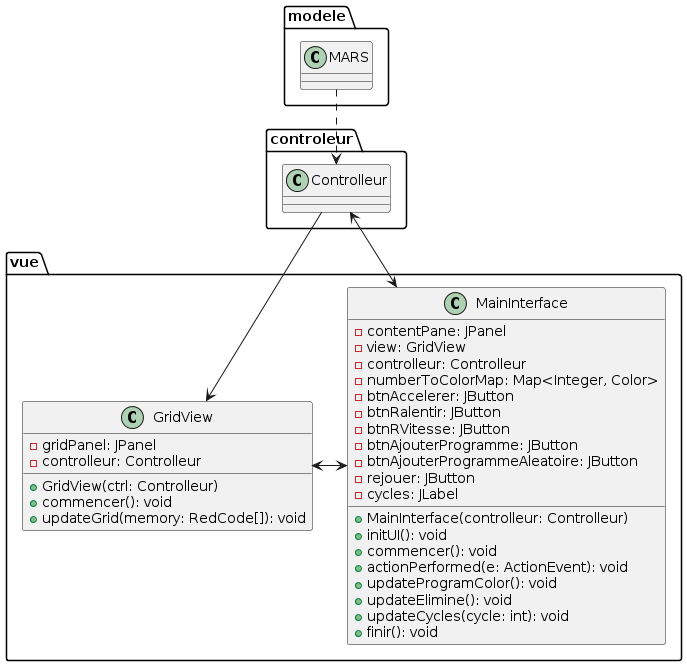 modele
C MARS
controleur
C Controlleur
vue
C MainInterface
contentPane: JPanel
view: GridView
controlleur: Controlleur
numberToColorMap: Map<Integer, Color>
btnAccelerer: JButton
btnRalentir: JButton
btnRVitesse: JButton
btnAjouterProgramme: JButton
btnAjouterProgrammeAleatoire: JButton
rejouer: JButton
cycles: JLabel
MainInterface(controlleur: Controlleur)
initUI(): void
commencer(): void
actionPerformed(e: ActionEvent): void
updateProgramColor(): void
updateElimine(): void
updateCycles(cycle: int): void
finir(): void
C GridView
gridPanel: JPanel
controlleur: Controlleur
GridView(ctrl: Controlleur)
commencer(): void
updateGrid(memory: RedCode[]): void